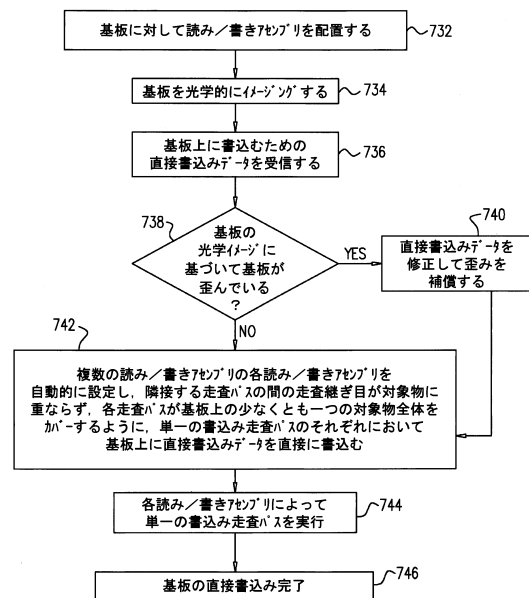 基板に対して読み／書きｱｾﾝﾌﾞﾘを配置する
732
基板を光学的にｲﾒｰｼﾞﾝｸﾞする
734
基板上に書込むための
直接書込みﾃﾞｰﾀを受信する
736
738
基板の
光学ｲﾒｰｼﾞに
基づいて基板が
歪んでいる
?
YES
NO
740
直接書込みﾃﾞｰﾀを
修正して歪みを
補償する
742
複数の読み／書きｱｾﾝﾌﾞﾘの各読み／書きｱｾﾝﾌﾞﾘを
自動的に設定し，隣接する走査ﾊﾟｽの間の走査継ぎ目が対象物に
重ならず，各走査ﾊﾟｽが基板上の少なくとも一つの対象物全体を
ｶﾊﾞｰするように，単一の書込み走査ﾊﾟｽのそれぞれにおいて
基板上に直接書込みﾃﾞｰﾀを直接に書込む
各読み／書きｱｾﾝﾌﾞﾘによって
単一の書込み走査ﾊﾟｽを実行
744
基板の直接書込み完了
746